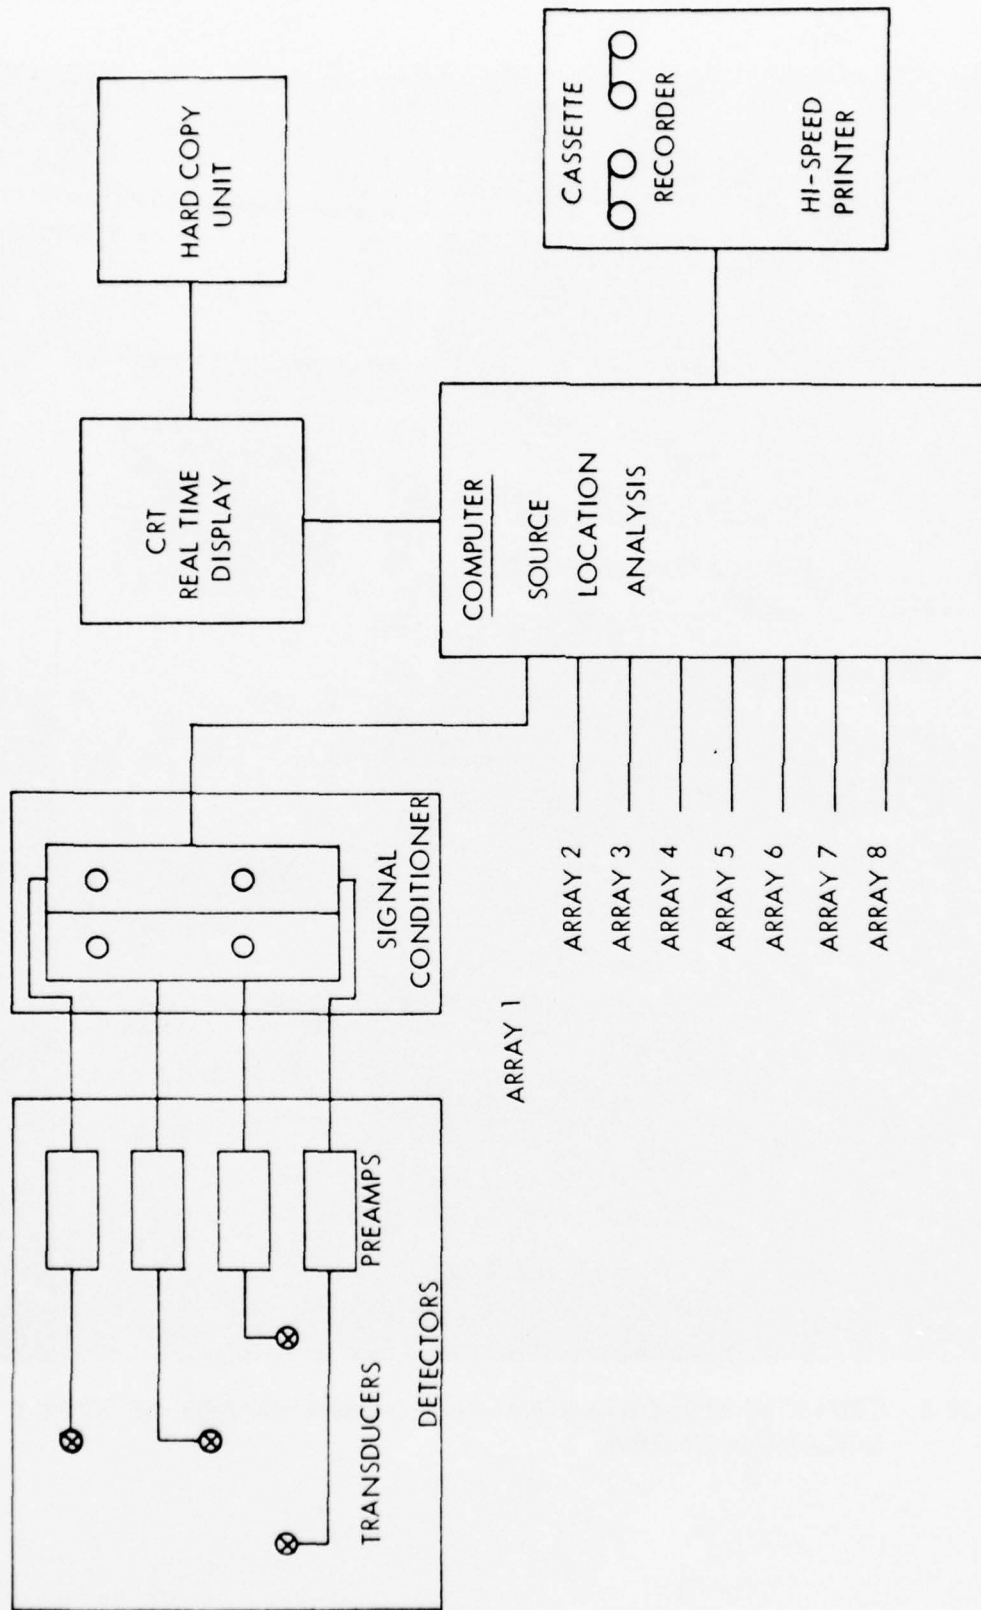 TRANSDUCERS
PREAMPS
DETECTORS
SIGNAL
CONDITIONER
ARRAY 1
CRT
REAL TIME
DISPLAY
HARD COPY
UNIT
COMPUTER
SOURCE
LOCATION
ANALYSIS
CASSETTE
RECORDER
HI-SPEED
PRINTER
ARRAY 2
ARRAY 3
ARRAY 4
ARRAY 5
ARRAY 6
ARRAY 7
ARRAY 8